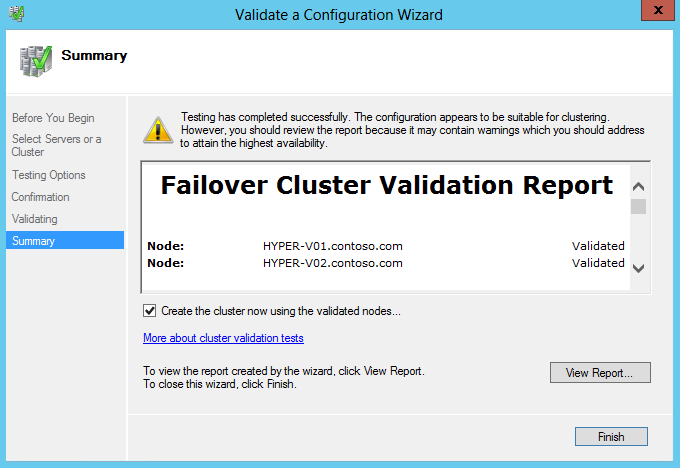 Validate a Configuration Wizard
x
Summary
Before You Begin
Select Servers or a
Cluster
Testing Options
Confirmation
Validating
Summary
Testing has completed successfully. The configuration appears to be suitable for clustering.
However, you should review the report because it may contain warnings which you should address
to attain the highest availability.
Failover Cluster Validation Report
Node: HYPER-V01.contoso.com Validated
Node: HYPER-V02.contoso.com Validated
Create the cluster now using the validated nodes...
More about cluster validation tests
To view the report created by the wizard, click View Report.
To close this wizard, click Finish.
View Report...
Finish